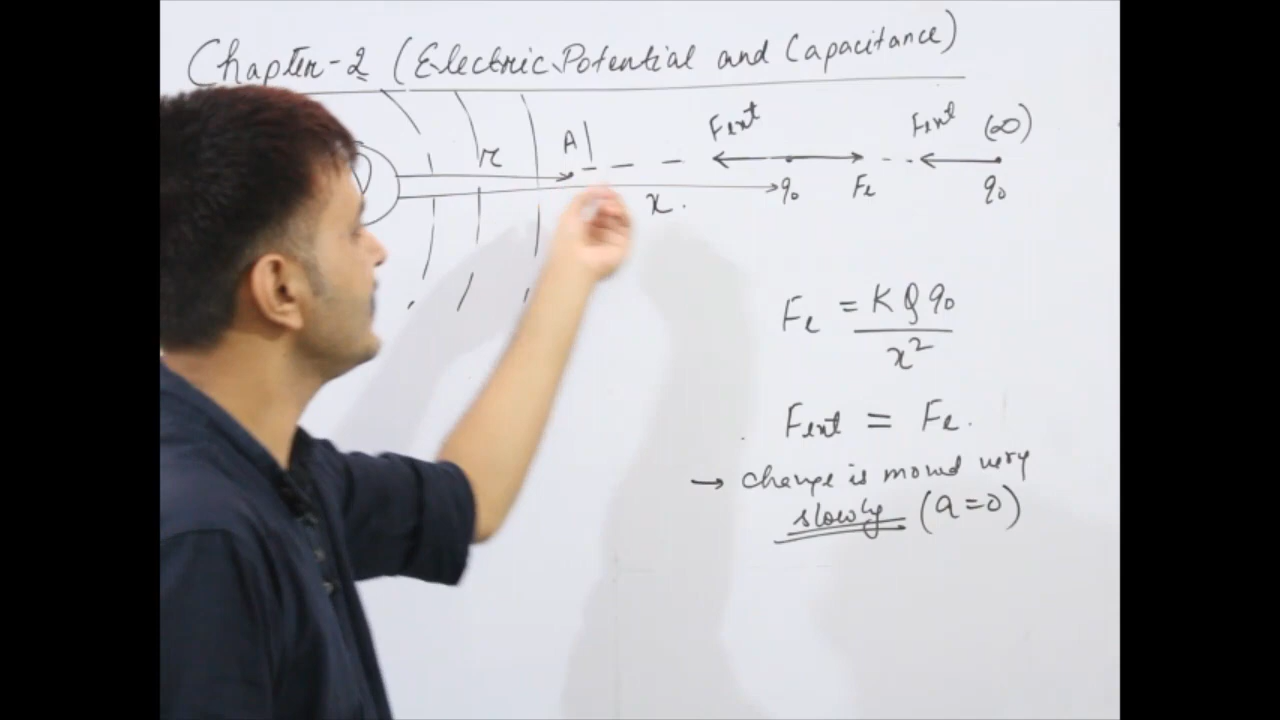 Chapter-2 (Electric Potential and Capacitance)
r A Fext Fext (∞)
x. q0 Fe q0
Fe = K Q q0 / x²
Fext = Fe.
→ Charge is moved very
slowly (a=0)